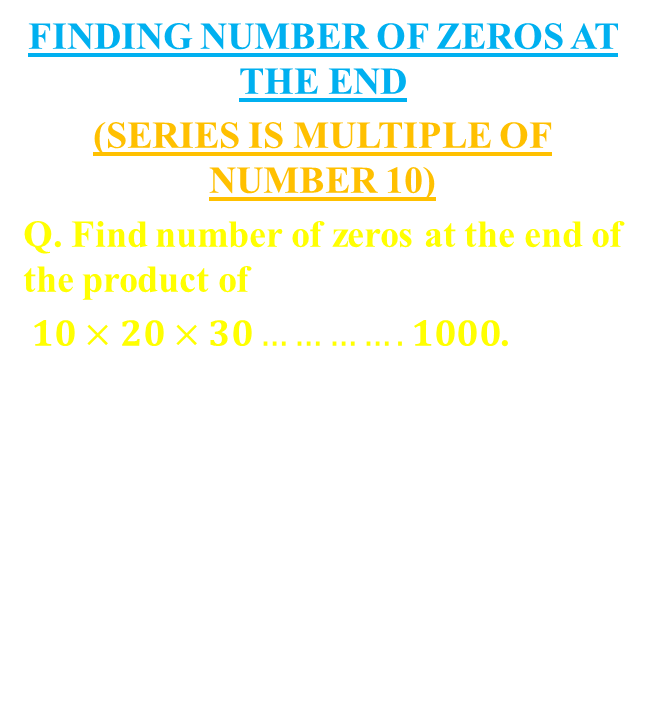 FINDING NUMBER OF ZEROS AT
THE END
(SERIES IS MULTIPLE OF
NUMBER 10)
Q. Find number of zeros at the end of
the product of
10 × 20 × 30 … … … … . 1000.